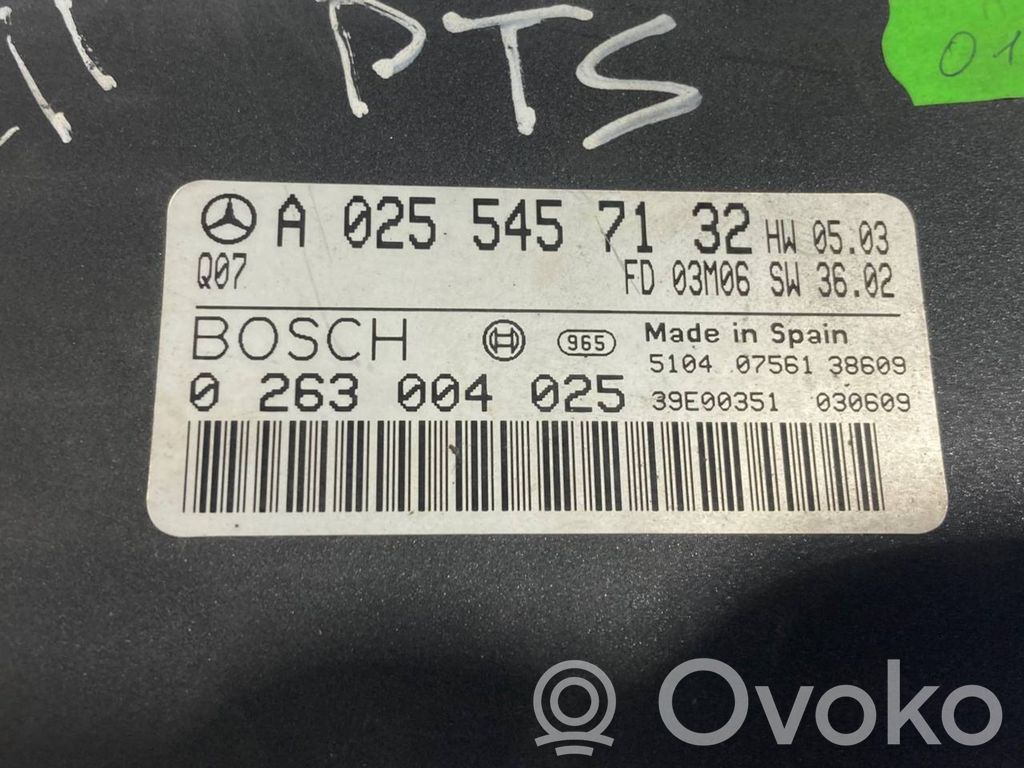 PTS
01
A 025 545 71 32 HW 05.03
Q07 FD 03M06 SW 36.02
BOSCH 965 Made in Spain
5104 07561 38609
0 263 004 025 39E00351 030609
Ovoko